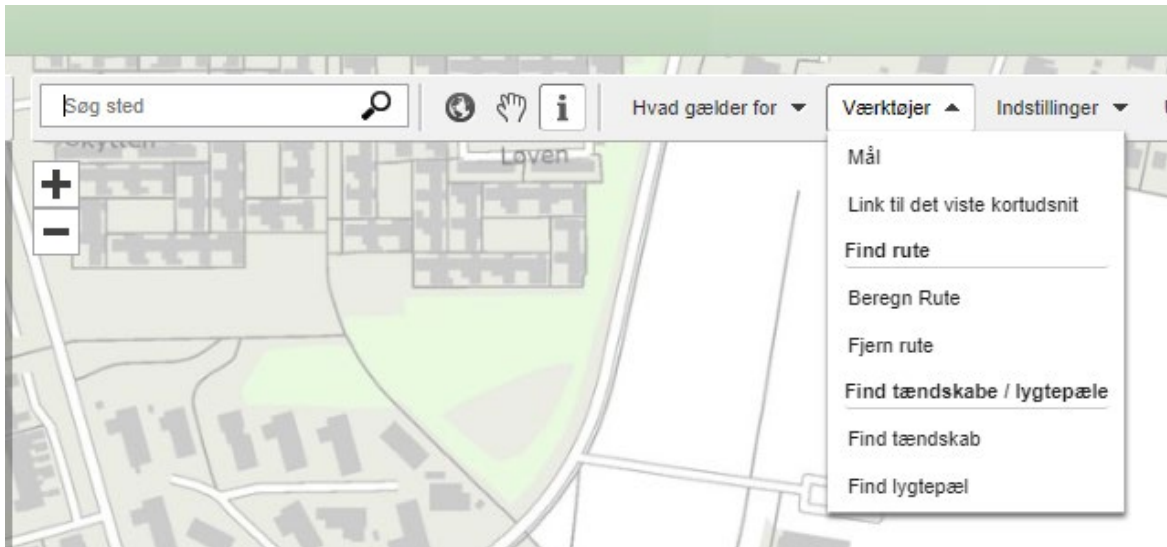 Søg sted
Hvad gælder for
Værktøjer
Indstillinger
Løven
Mål
Link til det viste kortudsnit
Find rute
Beregn Rute
Fjern rute
Find tændskabe / lygtepæle
Find tændskab
Find lygtepæl